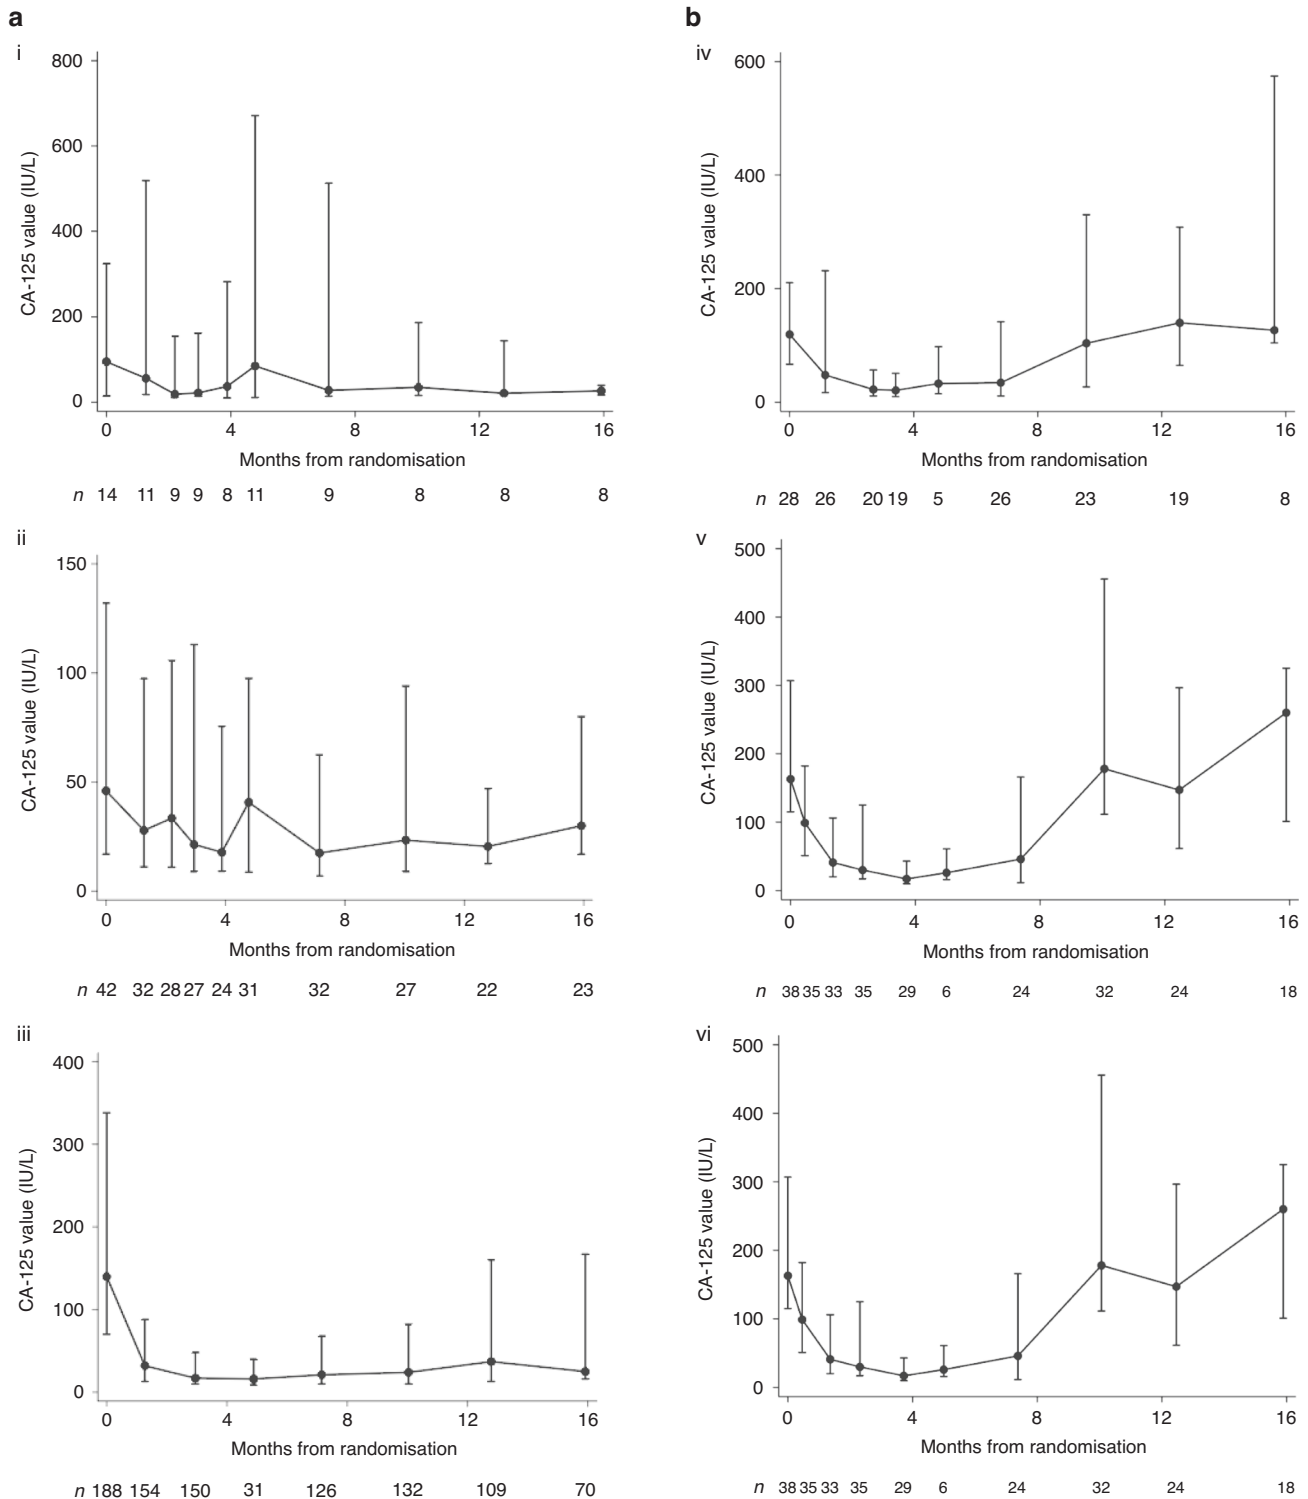 a
i
800
600
400
200
0
CA-125 value (IU/L)
0 4 8 12 16
Months from randomisation
n 14 11 9 9 8 11 9 8 8 8
ii
150
100
50
0
CA-125 value (IU/L)
0 4 8 12 16
Months from randomisation
n 42 32 28 27 24 31 32 27 22 23
iii
400
300
200
100
0
CA-125 value (IU/L)
0 4 8 12 16
Months from randomisation
n 188 154 150 31 126 132 109 70
b
iv
600
400
200
0
CA-125 value (IU/L)
0 4 8 12 16
Months from randomisation
n 28 26 20 19 5 26 23 19 8
v
500
400
300
200
100
0
CA-125 value (IU/L)
0 4 8 12 16
Months from randomisation
n 38 35 33 35 29 6 24 32 24 18
vi
500
400
300
200
100
0
CA-125 value (IU/L)
0 4 8 12 16
Months from randomisation
n 38 35 33 35 29 6 24 32 24 18